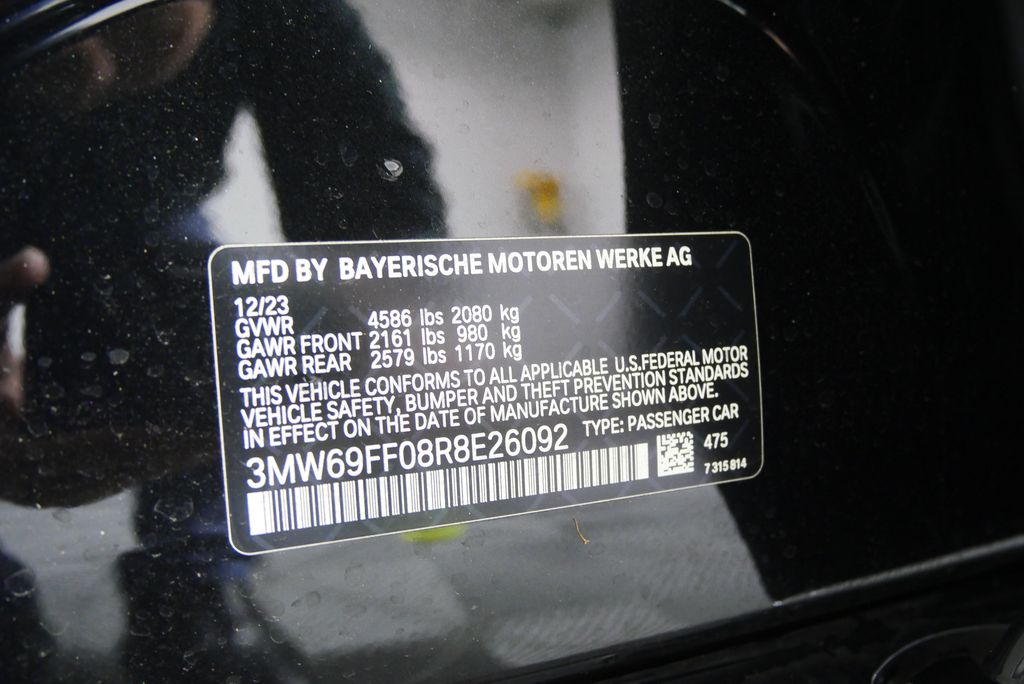 MFD BY BAYERISCHE MOTOREN WERKE AG
12/23
GVWR 4586 lbs 2080 kg
GAWR FRONT 2161 lbs 980 kg
GAWR REAR 2579 lbs 1170 kg
THIS VEHICLE CONFORMS TO ALL APPLICABLE U.S.FEDERAL MOTOR
VEHICLE SAFETY, BUMPER AND THEFT PREVENTION STANDARDS
IN EFFECT ON THE DATE OF MANUFACTURE SHOWN ABOVE.
3MW69FF08R8E26092 TYPE: PASSENGER CAR
475
7 315 814